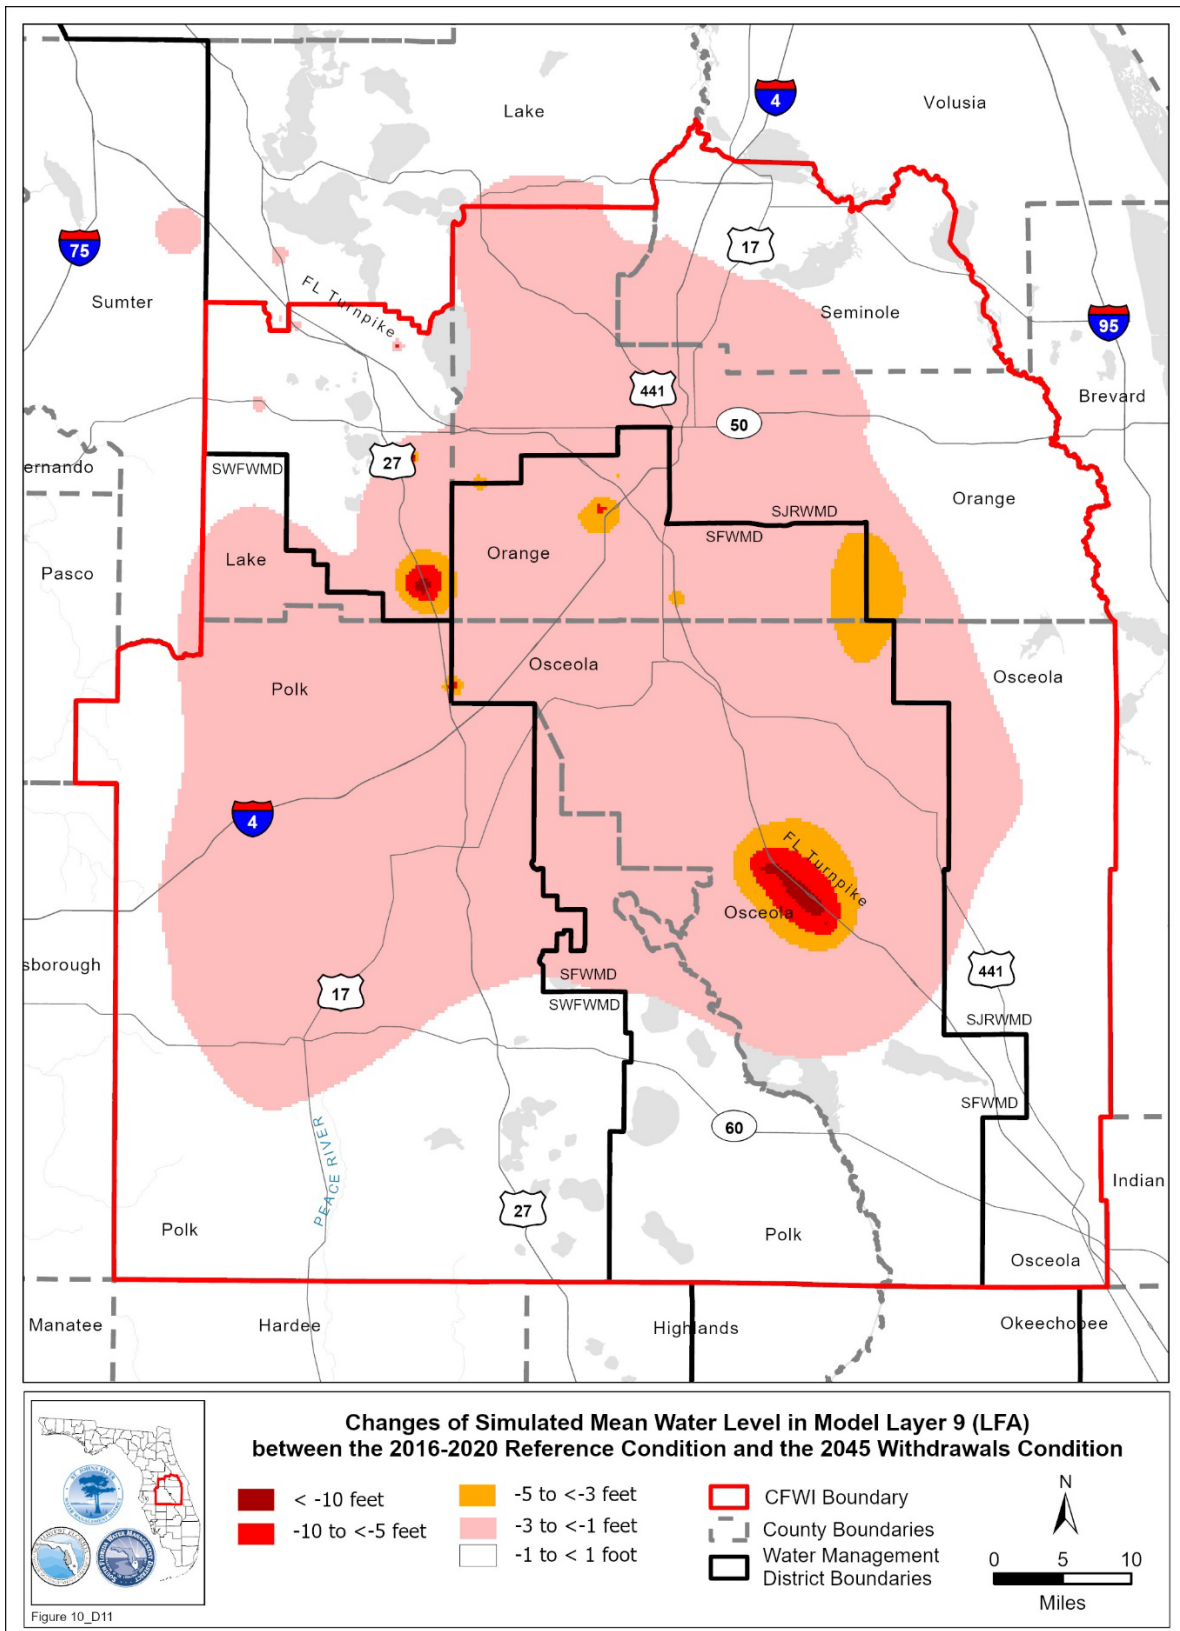 Lake
4
Volusia
75
17
Sumter
FL Turnpike
Seminole
95
441
Brevard
50
27
ernando
SWFWMD
SJRWMD
Orange
SFWMD
Lake
Orange
Pasco
Osceola
Polk
Osceola
4
FL Turnpike
Osceola
sborough
SFWMD
441
17
SWFWMD
SJRWMD
SFWMD
60
PEACE RIVER
Indian
27
Polk
Polk
Osceola
Manatee
Hardee
Highlands
Okeechobee
Changes of Simulated Mean Water Level in Model Layer 9 (LFA)
between the 2016-2020 Reference Condition and the 2045 Withdrawals Condition
< -10 feet
-10 to <-5 feet
-5 to <-3 feet
-3 to <-1 feet
-1 to < 1 foot
CFWI Boundary
County Boundaries
Water Management
District Boundaries
N
0 5 10
Miles
Figure 10_D11